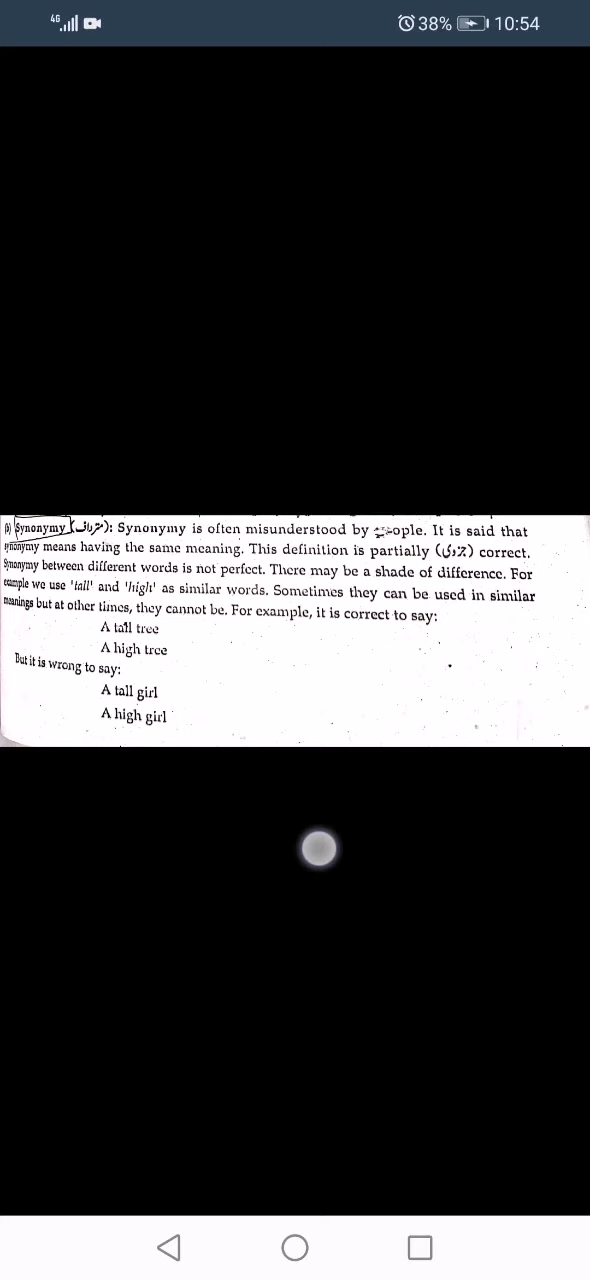 4G 38% 10:54
(b) Synonymy (مترداف): Synonymy is often misunderstood by people. It is said that
synonymy means having the same meaning. This definition is partially (جزوی) correct.
Synonymy between different words is not perfect. There may be a shade of difference. For
example we use 'tall' and 'high' as similar words. Sometimes they can be used in similar
meanings but at other times, they cannot be. For example, it is correct to say:
A tall tree
A high tree
But it is wrong to say:
A tall girl
A high girl